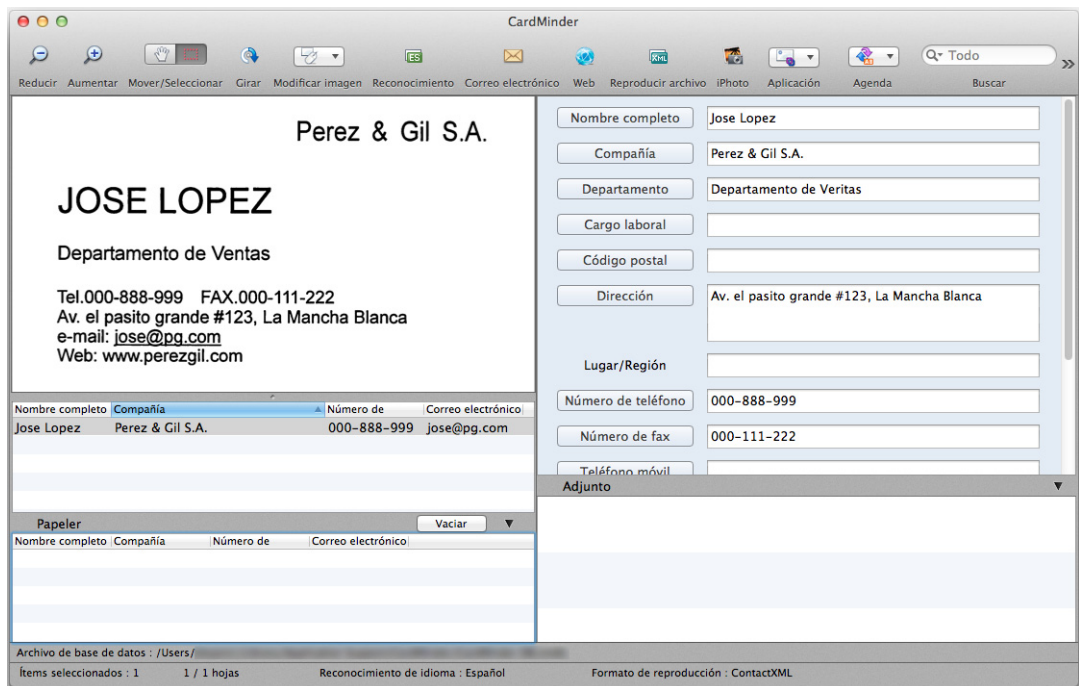 CardMinder
Reducir Aumentar Mover/Seleccionar Girar Modificar imagen Reconocimiento Correo electrónico Web Reproducir archivo iPhoto Aplicación Agenda Buscar
ES
XML
Todo
Perez & Gil S.A.
JOSE LOPEZ
Departamento de Ventas
Tel.000-888-999 FAX.000-111-222
Av. el pasito grande #123, La Mancha Blanca
e-mail: jose@pg.com
Web: www.perezgil.com
Nombre completo Compañía Número de Correo electrónico
Jose Lopez Perez & Gil S.A. 000-888-999 jose@pg.com
Papeler Vaciar
Nombre completo Compañía Número de Correo electrónico
Nombre completo Jose Lopez
Compañía Perez & Gil S.A.
Departamento Departamento de Veritas
Cargo laboral
Código postal
Dirección Av. el pasito grande #123, La Mancha Blanca
Lugar/Región
Número de teléfono 000-888-999
Número de fax 000-111-222
Teléfono móvil
Adjunto
Archivo de base de datos : /Users/
Ítems seleccionados : 1 1 / 1 hojas Reconocimiento de idioma : Español Formato de reproducción : ContactXML